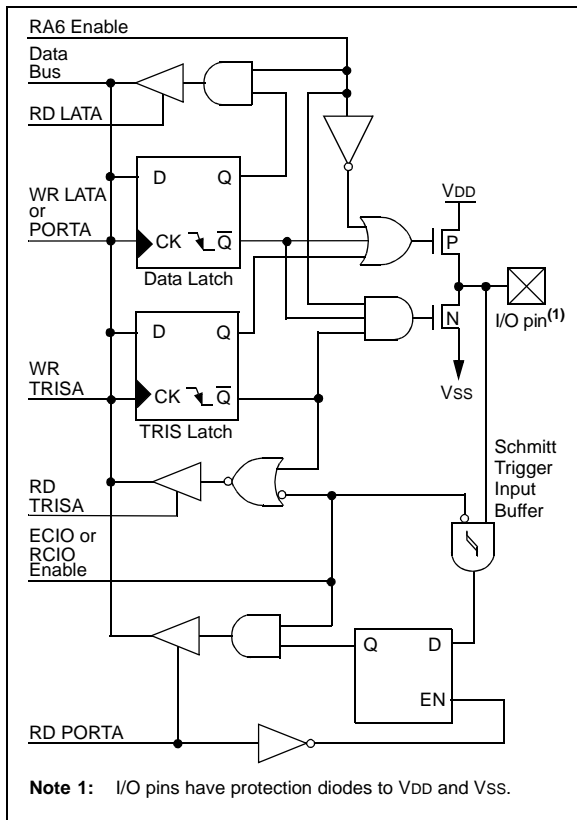 RA6 Enable
Data
Bus
RD LATA
WR LATA
or
PORTA
D Q
CK Q
Data Latch
VDD
P
I/O pin(1)
N
VSS
D Q
WR
TRISA
CK Q
TRIS Latch
Schmitt
Trigger
Input
Buffer
RD
TRISA
ECIO or
RCIO
Enable
Q D
EN
RD PORTA
Note 1: I/O pins have protection diodes to VDD and VSS.